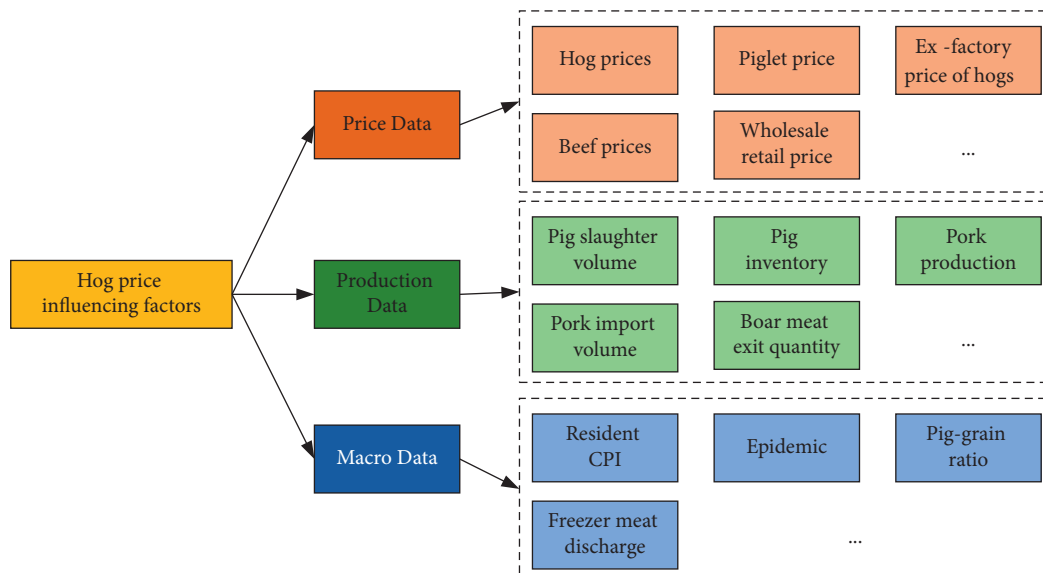 Hog price
influencing factors
Price Data
Production
Data
Macro Data
Hog prices
Piglet price
Ex -factory
price of hogs
Beef prices
Wholesale
retail price
...
Pig slaughter
volume
Pig
inventory
Pork
production
Pork import
volume
Boar meat
exit quantity
...
Resident
CPI
Epidemic
Pig-grain
ratio
Freezer meat
discharge
...